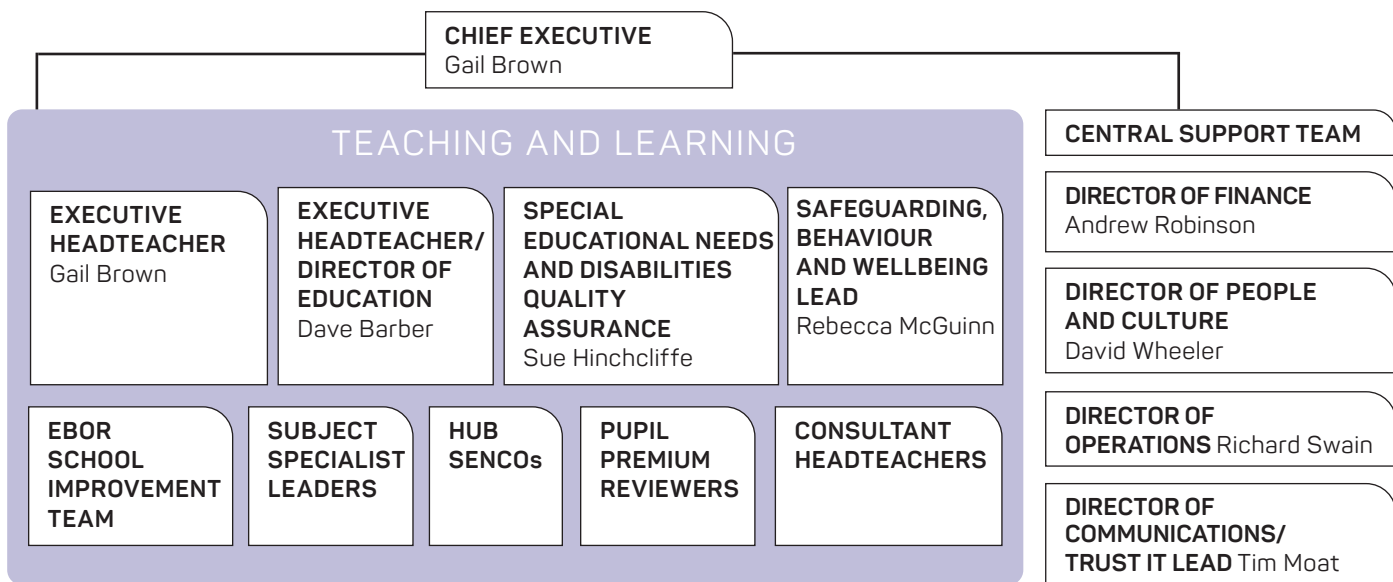 CHIEF EXECUTIVE
Gail Brown
TEACHING AND LEARNING
EXECUTIVE
HEADTEACHER
Gail Brown
EXECUTIVE
HEADTEACHER/
DIRECTOR OF
EDUCATION
Dave Barber
SPECIAL
EDUCATIONAL NEEDS
AND DISABILITIES
QUALITY
ASSURANCE
Sue Hinchcliffe
SAFEGUARDING,
BEHAVIOUR
AND WELLBEING
LEAD
Rebecca McGuinn
EBOR
SCHOOL
IMPROVEMENT
TEAM
SUBJECT
SPECIALIST
LEADERS
HUB
SENCOs
PUPIL
PREMIUM
REVIEWERS
CONSULTANT
HEADTEACHERS
CENTRAL SUPPORT TEAM
DIRECTOR OF FINANCE
Andrew Robinson
DIRECTOR OF PEOPLE
AND CULTURE
David Wheeler
DIRECTOR OF
OPERATIONS Richard Swain
DIRECTOR OF
COMMUNICATIONS/
TRUST IT LEAD Tim Moat